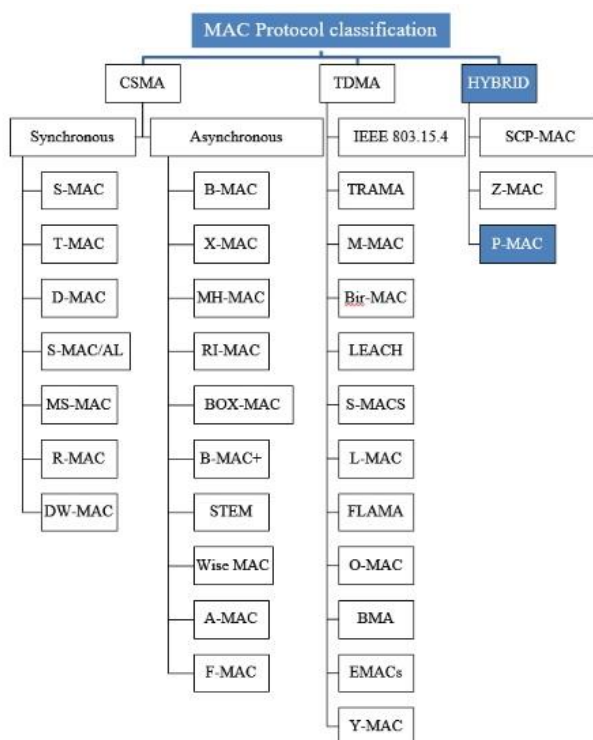 MAC Protocol classification
CSMA
TDMA
HYBRID
Synchronous
Asynchronous
IEEE 803.15.4
SCP-MAC
S-MAC
B-MAC
TRAMA
Z-MAC
T-MAC
X-MAC
M-MAC
P-MAC
D-MAC
MH-MAC
Bir-MAC
S-MAC/AL
RI-MAC
LEACH
MS-MAC
BOX-MAC
S-MACS
R-MAC
B-MAC+
L-MAC
DW-MAC
STEM
FLAMA
Wise MAC
O-MAC
A-MAC
BMA
F-MAC
EMACs
Y-MAC